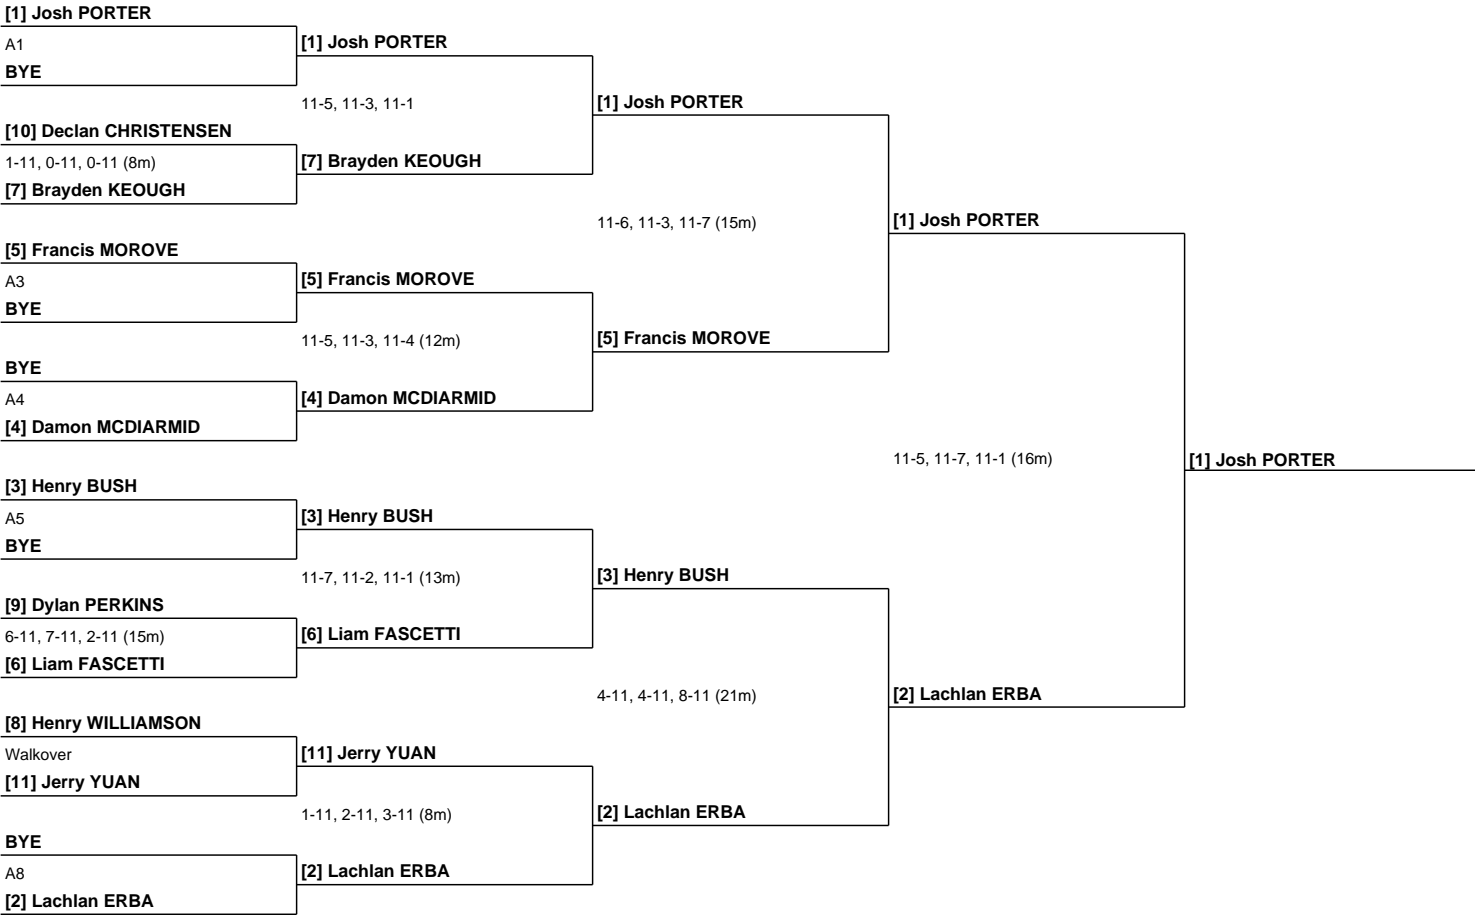 [1] Josh PORTER
A1
BYE
[10] Declan CHRISTENSEN
1-11, 0-11, 0-11 (8m)
[7] Brayden KEOUGH
[5] Francis MOROVE
A3
BYE
BYE
A4
[4] Damon MCDIARMID
[3] Henry BUSH
A5
BYE
[9] Dylan PERKINS
6-11, 7-11, 2-11 (15m)
[6] Liam FASCETTI
[8] Henry WILLIAMSON
Walkover
[11] Jerry YUAN
BYE
A8
[2] Lachlan ERBA
[1] Josh PORTER
11-5, 11-3, 11-1
[7] Brayden KEOUGH
[5] Francis MOROVE
11-5, 11-3, 11-4 (12m)
[4] Damon MCDIARMID
[3] Henry BUSH
11-7, 11-2, 11-1 (13m)
[6] Liam FASCETTI
[11] Jerry YUAN
1-11, 2-11, 3-11 (8m)
[2] Lachlan ERBA
[1] Josh PORTER
11-6, 11-3, 11-7 (15m)
[5] Francis MOROVE
[3] Henry BUSH
4-11, 4-11, 8-11 (21m)
[2] Lachlan ERBA
[1] Josh PORTER
11-5, 11-7, 11-1 (16m)
[2] Lachlan ERBA
[1] Josh PORTER